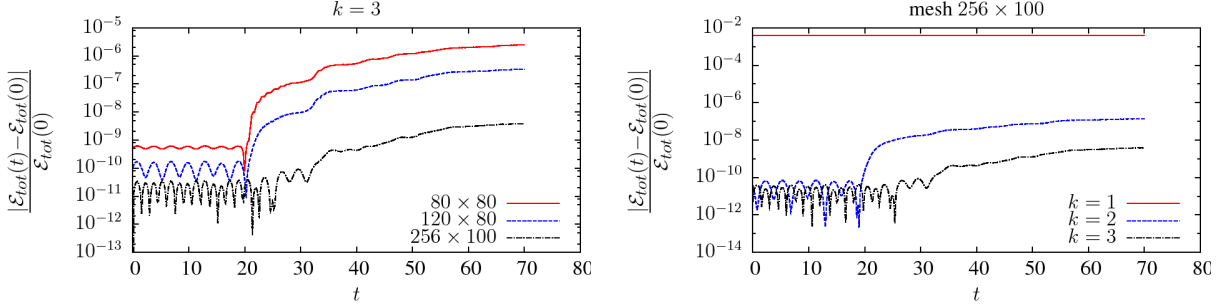 k = 3
10^-5
10^-6
10^-7
10^-8
10^-9
10^-10
10^-11
10^-12
10^-13
|ℰ_tot(t)−ℰ_tot(0)|
ℰ_tot(0)
80 × 80
120 × 80
256 × 100
0 10 20 30 40 50 60 70 80
t
mesh 256 × 100
10^-2
10^-4
10^-6
10^-8
10^-10
10^-12
10^-14
|ℰ_tot(t)−ℰ_tot(0)|
ℰ_tot(0)
k = 1
k = 2
k = 3
0 10 20 30 40 50 60 70 80
t